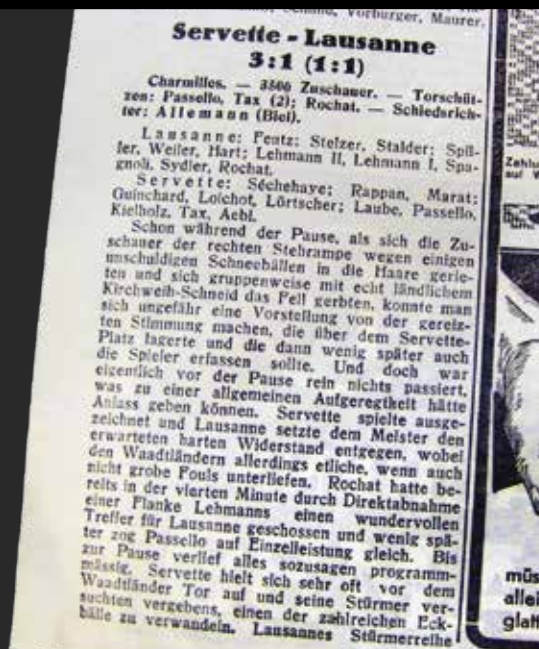 Vorburger, Maurer.
Servette - Lausanne
3:1 (1:1)
Charmilles. — 3500 Zuschauer. — Torschüt-
zen: Passello, Tax (2); Rochat. — Schiedsrich-
ter: Allemann (Biel).
Lausanne: Feutz; Stelzer, Stalder; Spil-
ler, Weiler, Hart; Lehmann II, Lehmann I, Spa-
gnoli, Sydler, Rochat.
Servette: Séchehaye; Rappan, Marat;
Guinchard, Loichot, Lörtscher; Laube, Passello,
Kielholz, Tax, Aebi.
Schon während der Pause, als sich die Zu-
schauer der rechten Stehrampe wegen einigen
unschuldigen Schneebällen in die Haare gerie-
ten und sich gruppenweise mit echt ländlichem
Kirchweih-Schneid das Fell gerbten, konnte man
sich ungefähr eine Vorstellung von der gereiz-
ten Stimmung machen, die über dem Servette-
Platz lagerte und die dann wenig später auch
die Spieler erfassen sollte. Und doch war
eigentlich vor der Pause rein nichts passiert,
was zu einer allgemeinen Aufgeregtheit hätte
Anlass geben können. Servette spielte ausge-
zeichnet und Lausanne setzte dem Meister den
erwarteten harten Widerstand entgegen, wobei
den Waadtländern allerdings etliche, wenn auch
nicht grobe Fouls unterliefen. Rochat hatte be-
reits in der vierten Minute durch Direktabnahme
einer Flanke Lehmanns einen wundervollen
Treffer für Lausanne geschossen und wenig spä-
ter zog Passello auf Einzelleistung gleich. Bis
zur Pause verlief alles sozusagen programm-
mässig. Servette hielt sich sehr oft vor dem
Waadtländer Tor auf und seine Stürmer ver-
suchten vergebens, einen der zahlreichen Eck-
bälle zu verwandeln. Lausannes Stürmerreihe
Zahlu
auf W
müs
allei
glatt